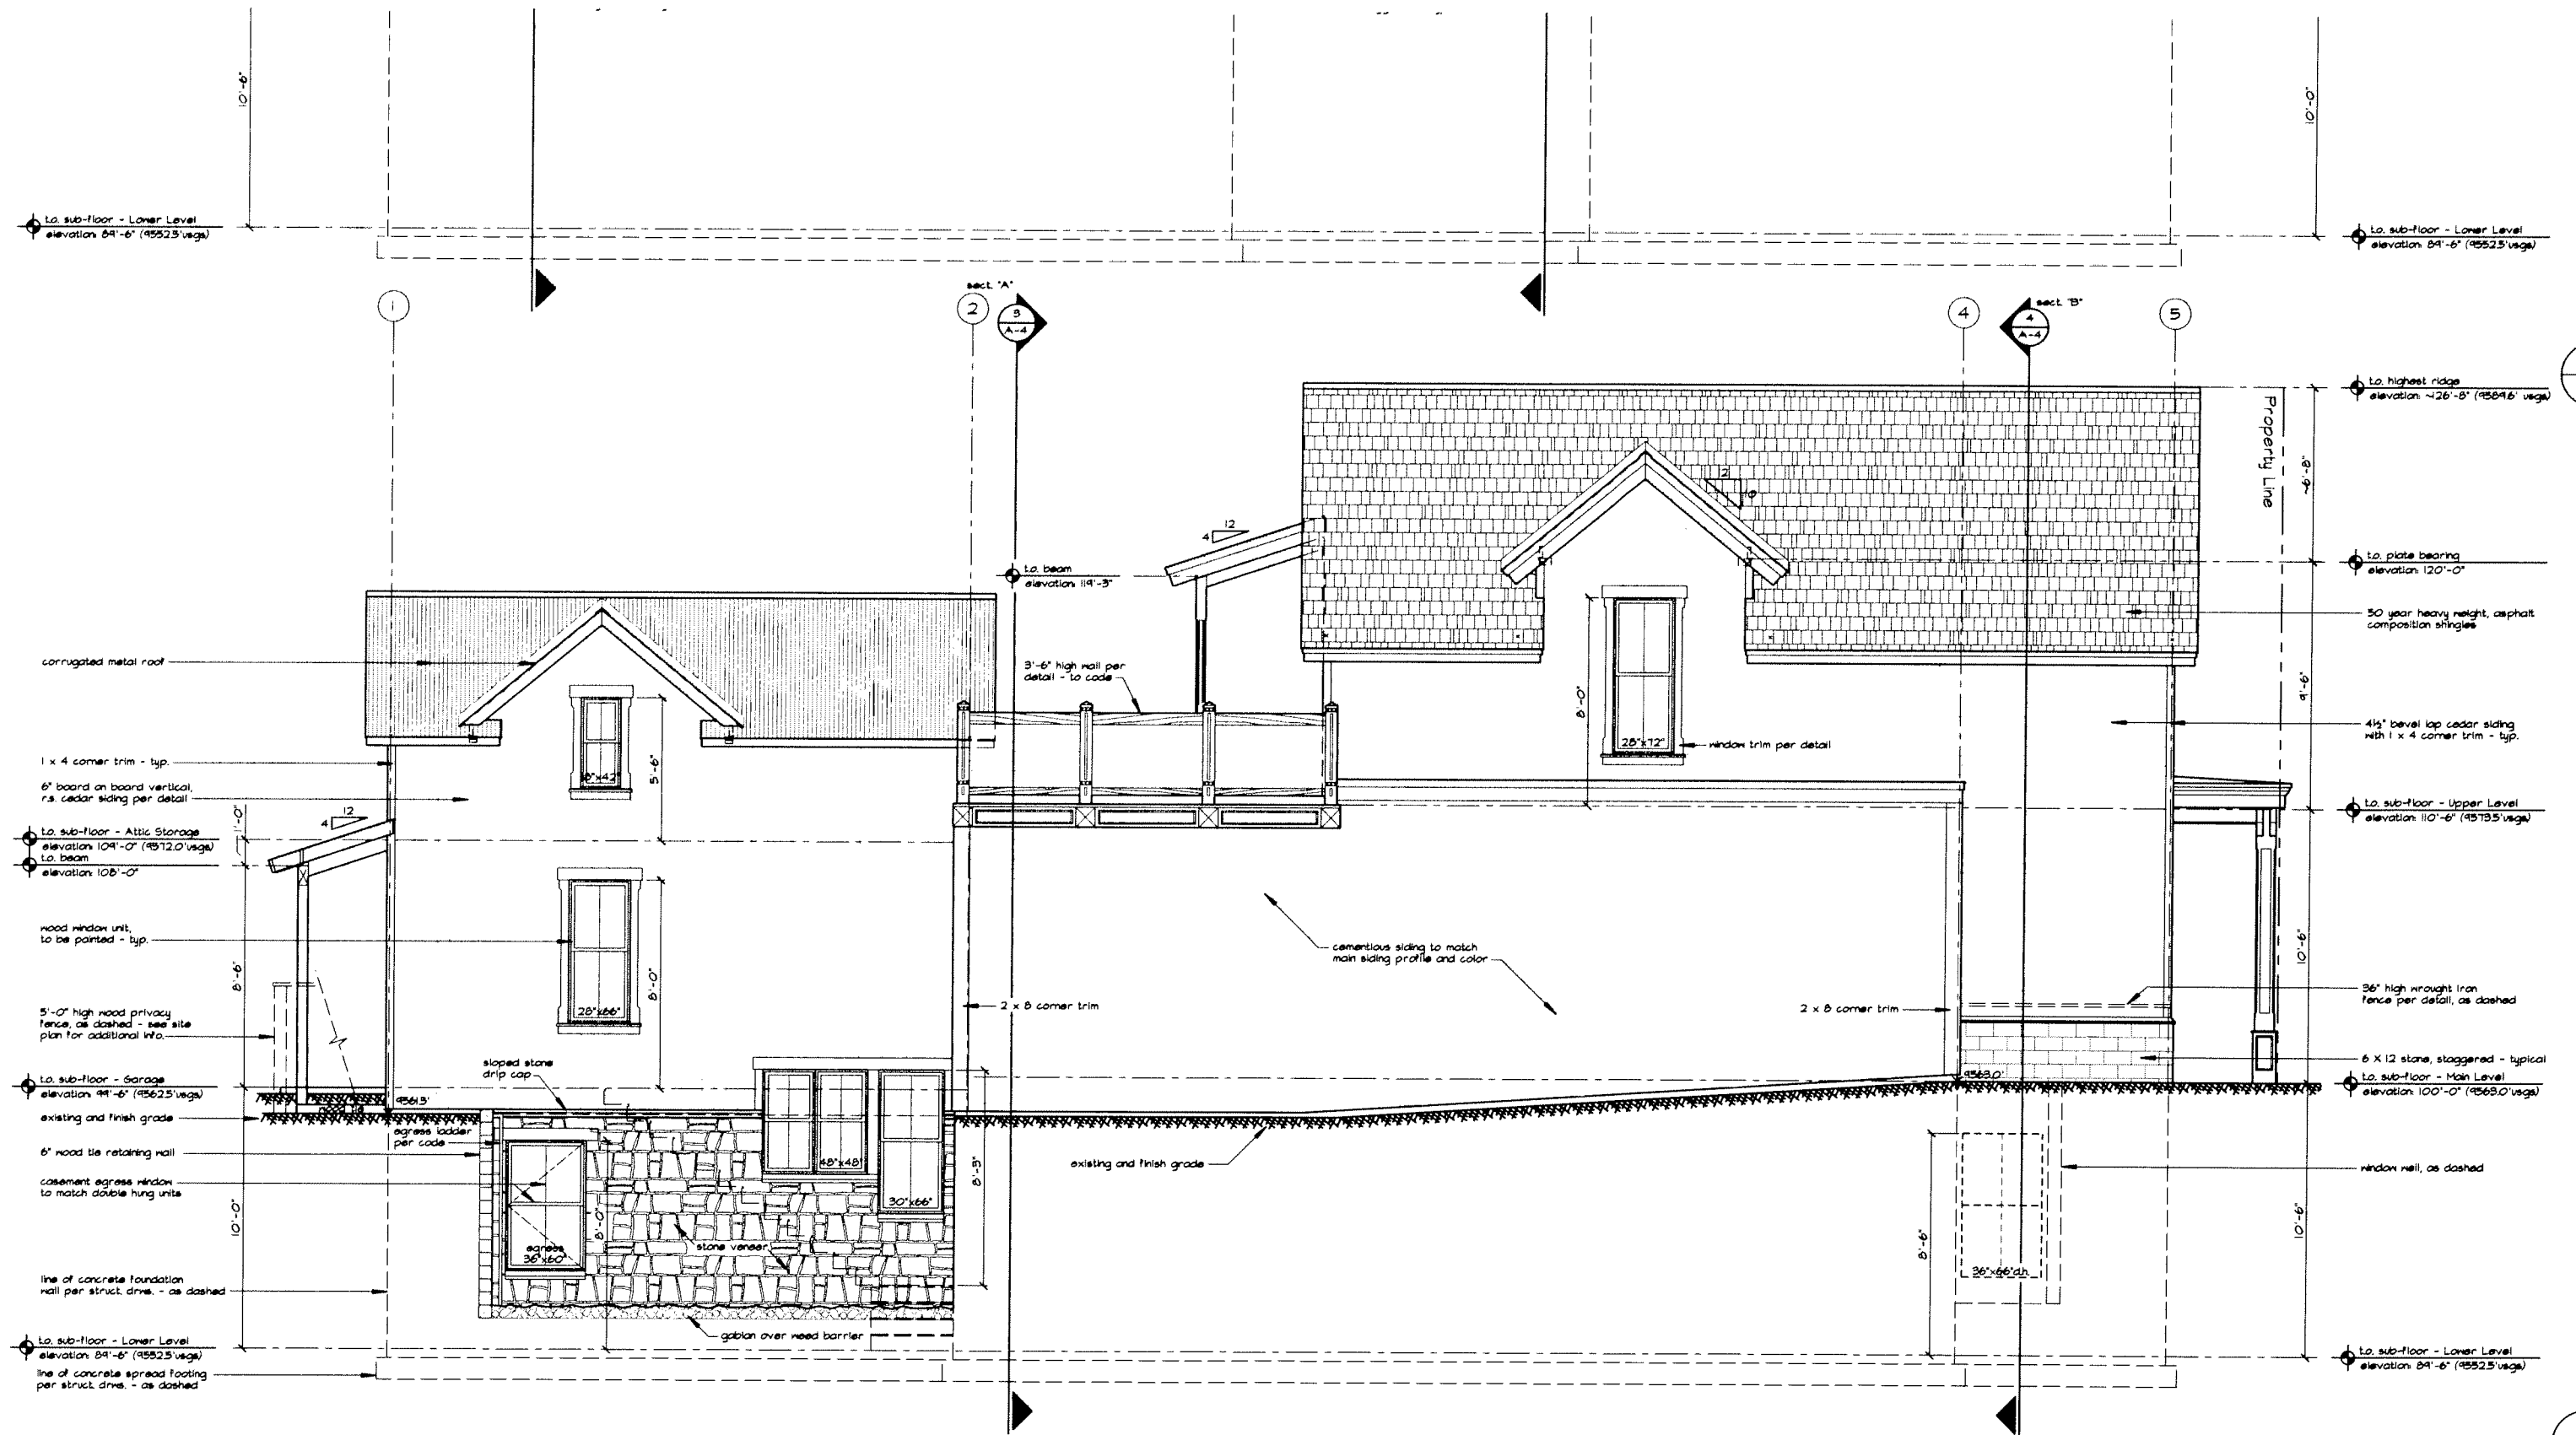 10'-6"
10'-0"
t.o. sub-floor - Lower Level
elevation: 89'-6" (9552.5'usgs)
t.o. sub-floor - Lower Level
elevation: 89'-6" (9552.5'usgs)
1
2
sect. "A"
3
A-4
4
sect. "B"
4
A-4
5
t.o. highest ridge
elevation: ~126'-8" (9589.6' usgs)
Property Line
12
4
t.o. beam
elevation: 119'-3"
t.o. plate bearing
elevation: 120'-0"
30 year heavy weight, asphalt
composition shingles
corrugated metal roof
3'-6" high wall per
detail - to code
8'-0"
9'-6"
28"x72"
window trim per detail
4½" bevel lap cedar siding
with 1 x 4 corner trim - typ.
1 x 4 corner trim - typ.
5'-6"
6" board on board vertical,
r.s. cedar siding per detail
1'-0"
12
4
t.o. sub-floor - Attic Storage
elevation: 109'-0" (9572.0'usgs)
t.o. beam
elevation: 108'-0"
t.o. sub-floor - Upper Level
elevation: 110'-6" (9573.5'usgs)
wood window unit,
to be painted - typ.
8'-6"
8'-0"
28"x66"
cementious siding to match
main siding profile and color
10'-6"
5'-0" high wood privacy
fence, as dashed - see site
plan for additional info.
2 x 8 corner trim
2 x 8 corner trim
36" high wrought iron
fence per detail, as dashed
sloped stone
drip cap
6 X 12 stone, staggered - typical
t.o. sub-floor - Garage
elevation: 99'-6" (9562.5'usgs)
9561.5'
9563.0'
t.o. sub-floor - Main Level
elevation: 100'-0" (9563.0'usgs)
existing and finish grade
egress ladder
per code
6" wood tie retaining wall
48"x48"
existing and finish grade
window well, as dashed
casement egress window
to match double hung units
30"x66"
8'-3"
8'-0"
10'-0"
stone veneer
egress
36"x60"
8'-6"
10'-6"
36"x66"d.h.
line of concrete foundation
wall per struct. drws. - as dashed
gabian over weed barrier
t.o. sub-floor - Lower Level
elevation: 89'-6" (9552.5'usgs)
t.o. sub-floor - Lower Level
elevation: 89'-6" (9552.5'usgs)
line of concrete spread footing
per struct. drws. - as dashed